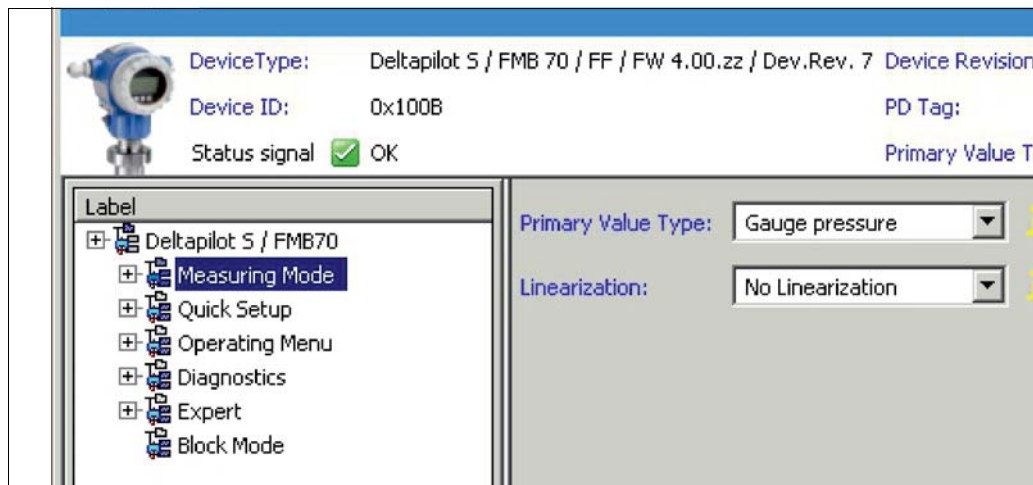 DeviceType: Deltapilot S / FMB 70 / FF / FW 4.00.zz / Dev.Rev. 7 Device Revision
Device ID: 0x100B PD Tag:
Status signal OK Primary Value T
Label
Deltapilot S / FMB70
Measuring Mode
Quick Setup
Operating Menu
Diagnostics
Expert
Block Mode
Primary Value Type: Gauge pressure
Linearization: No Linearization